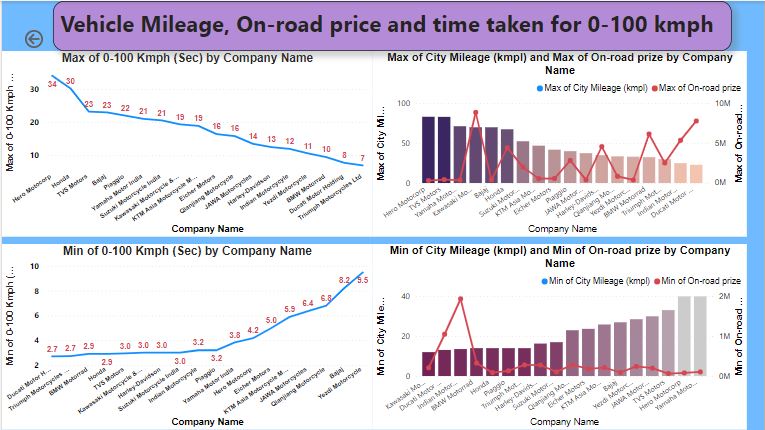 Vehicle Mileage, On-road price and time taken for 0-100 kmph
Max of 0-100 Kmph (Sec) by Company Name
Max of 0-100 Kmph ...
30
20
10
34
30
23
23
22
21
21
19
19
16
16
14
13
12
11
10
8
7
Hero Motocorp
Honda
TVS Motors
Bajaj
Piaggio
Yamaha Motor India
Suzuki Motorcycle India
Kawasaki Motorcycle &...
KTM Asia Motorcycle M...
Eicher Motors
Qianjiang Motorcycle
JAWA Motorcycles
Harley-Davidson
Indian Motorcycle
Yezdi Motorcycle
BMW Motorrad
Ducati Motor Holding
Triumph Motorcycles Ltd
Company Name
Max of City Mileage (kmpl) and Max of On-road prize by Company
Name
Max of City Mileage (kmpl)
Max of On-road prize
Max of City Mil...
100
50
0
10M
5M
0M
Max of On-road...
Hero Motocorp
TVS Motors
Yamaha Mot...
Kawasaki Mo...
Bajaj
Honda
Suzuki Motor...
KTM Asia Mo...
Eicher Motors
Piaggio
JAWA Motor...
Harley-Davids...
Qianjiang Mo...
Yezdi Motorc...
BMW Motorrad
Triumph Mot...
Indian Motor...
Ducati Motor ...
Company Name
Min of 0-100 Kmph (Sec) by Company Name
Min of 0-100 Kmph (...
10
8
6
4
2
2.7
2.7
2.9
2.9
3.0
3.0
3.0
3.0
3.2
3.2
3.8
4.2
5.0
5.9
6.4
6.8
8.2
9.5
Ducati Motor H...
Triumph Motorcycles ...
BMW Motorrad
Honda
TVS Motors
Kawasaki Motorcycle &...
Harley-Davidson
Suzuki Motorcycle India
Indian Motorcycle
Piaggio
Yamaha Motor India
Hero Motocorp
Eicher Motors
KTM Asia Motorcycle M...
JAWA Motorcycles
Qianjiang Motorcycle
Bajaj
Yezdi Motorcycle
Company Name
Min of City Mileage (kmpl) and Min of On-road prize by Company
Name
Min of City Mileage (kmpl)
Min of On-road prize
Min of City Mil...
40
20
0
2M
1M
0M
Min of On-road ...
Kawasaki Mo...
Ducati Motor ...
Indian Motor...
BMW Motorrad
Honda
Piaggio
Triumph Mot...
Harley-Davids...
Suzuki Motor...
Qianjiang Mo...
Eicher Motors
KTM Asia Mo...
Bajaj
Yezdi Motorc...
JAWA Motor...
TVS Motors
Hero Motocorp
Yamaha Moto...
Company Name